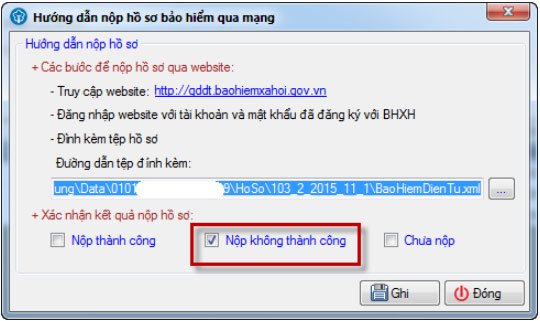 Hướng dẫn nộp hồ sơ bảo hiểm qua mạng
Hướng dẫn nộp hồ sơ
+ Các bước để nộp hồ sơ qua website:
- Truy cập website: http://gddt.baohiemxahoi.gov.vn
- Đăng nhập website với tài khoản và mật khẩu đã đăng ký với BHXH
- Đính kèm tệp hồ sơ
Đường dẫn tệp đính kèm:
ung\Data\0101 9\HoSo\103_2_2015_11_1\BaoHiemDienTu.xml ...
+ Xác nhận kết quả nộp hồ sơ:
Nộp thành công Nộp không thành công Chưa nộp
Ghi Đóng